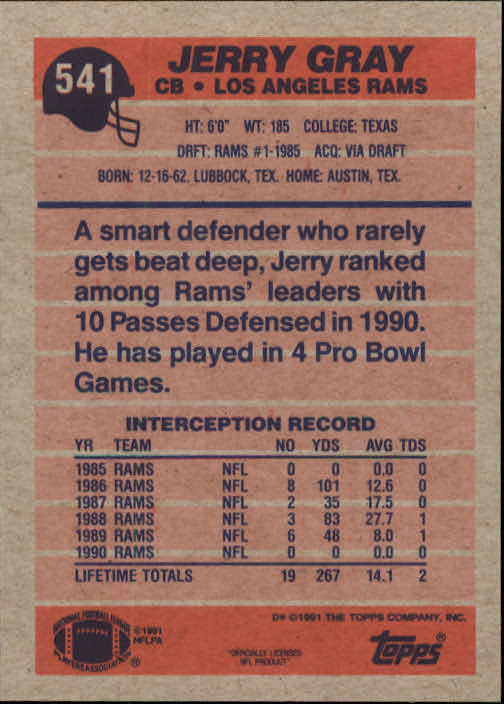 541
JERRY GRAY
CB • LOS ANGELES RAMS
HT: 6'0" WT: 185 COLLEGE: TEXAS
DRFT: RAMS #1-1985 ACQ: VIA DRAFT
BORN: 12-16-62, LUBBOCK, TEX. HOME: AUSTIN, TEX.
A smart defender who rarely
gets beat deep, Jerry ranked
among Rams' leaders with
10 Passes Defensed in 1990.
He has played in 4 Pro Bowl
Games.
INTERCEPTION RECORD
YR TEAM NO YDS AVG TDS
1985 RAMS NFL 0 0 0.0 0
1986 RAMS NFL 8 101 12.6 0
1987 RAMS NFL 2 35 17.5 0
1988 RAMS NFL 3 83 27.7 1
1989 RAMS NFL 6 48 8.0 1
1990 RAMS NFL 0 0 0.0 0
LIFETIME TOTALS 19 267 14.1 2
NATIONAL FOOTBALL LEAGUE
PLAYERS ASSOCIATION
®
©1991
NFLPA
"OFFICIALLY LICENSED
NFL PRODUCT"
D* ©1991 THE TOPPS COMPANY, INC.
topps®